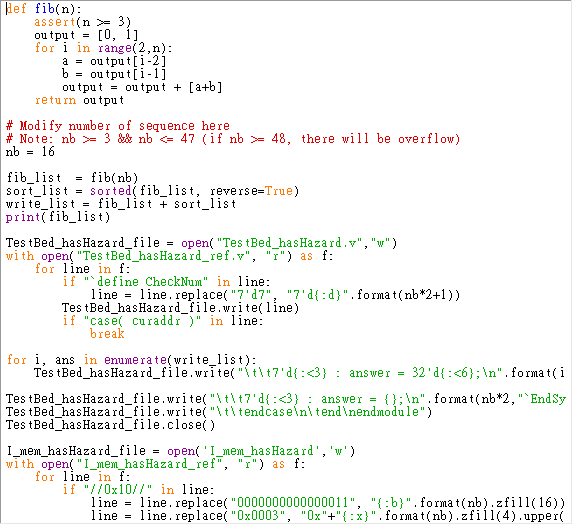 def fib(n):
    assert(n >= 3)
    output = [0, 1]
    for i in range(2,n):
        a = output[i-2]
        b = output[i-1]
        output = output + [a+b]
    return output
# Modify number of sequence here
# Note: nb >= 3 && nb <= 47 (if nb >= 48, there will be overflow)
nb = 16
fib_list  = fib(nb)
sort_list = sorted(fib_list, reverse=True)
write_list = fib_list + sort_list
print(fib_list)
TestBed_hasHazard_file = open("TestBed_hasHazard.v","w")
with open("TestBed_hasHazard_ref.v", "r") as f:
    for line in f:
        if "`define CheckNum" in line:
            line = line.replace("7'd7", "7'd{:d}".format(nb*2+1))
        TestBed_hasHazard_file.write(line)
        if "case( curaddr )" in line:
            break
for i, ans in enumerate(write_list):
    TestBed_hasHazard_file.write("\t\t7'd{:<3} : answer = 32'd{:<6};\n".format(i
TestBed_hasHazard_file.write("\t\t7'd{:<3} : answer = {};\n".format(nb*2,"`EndSy
TestBed_hasHazard_file.write("\t\tendcase\n\tend\nendmodule")
TestBed_hasHazard_file.close()
I_mem_hasHazard_file = open('I_mem_hasHazard','w')
with open("I_mem_hasHazard_ref", "r") as f:
    for line in f:
        if "//0x10//" in line:
            line = line.replace("0000000000000011", "{:b}".format(nb).zfill(16))
            line = line.replace("0x0003", "0x"+"{:x}".format(nb).zfill(4).upper(